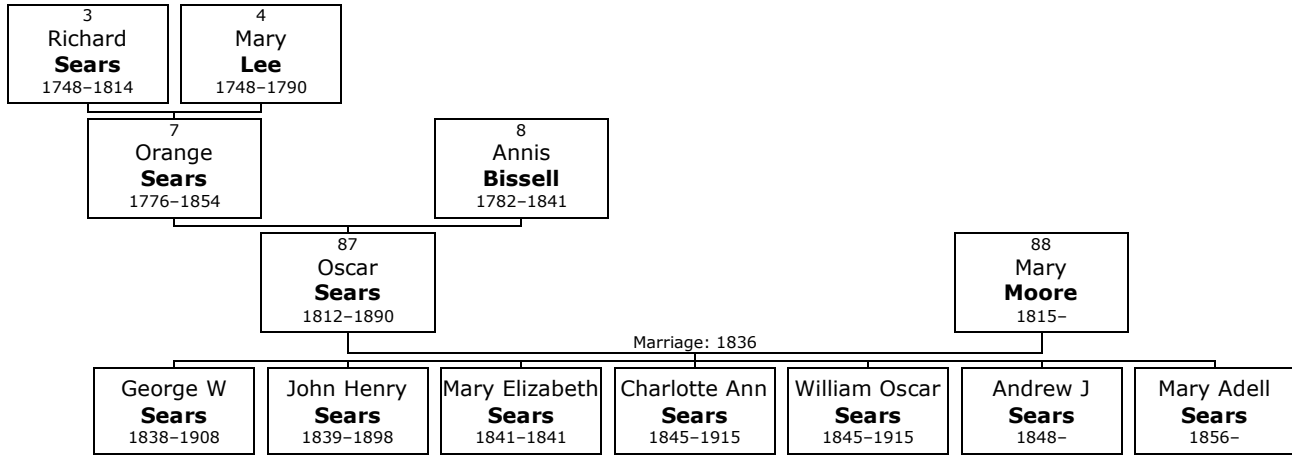 3
Richard
Sears
1748–1814
4
Mary
Lee
1748–1790
7
Orange
Sears
1776–1854
8
Annis
Bissell
1782–1841
87
Oscar
Sears
1812–1890
88
Mary
Moore
1815–
Marriage: 1836
George W
Sears
1838–1908
John Henry
Sears
1839–1898
Mary Elizabeth
Sears
1841–1841
Charlotte Ann
Sears
1845–1915
William Oscar
Sears
1845–1915
Andrew J
Sears
1848–
Mary Adell
Sears
1856–